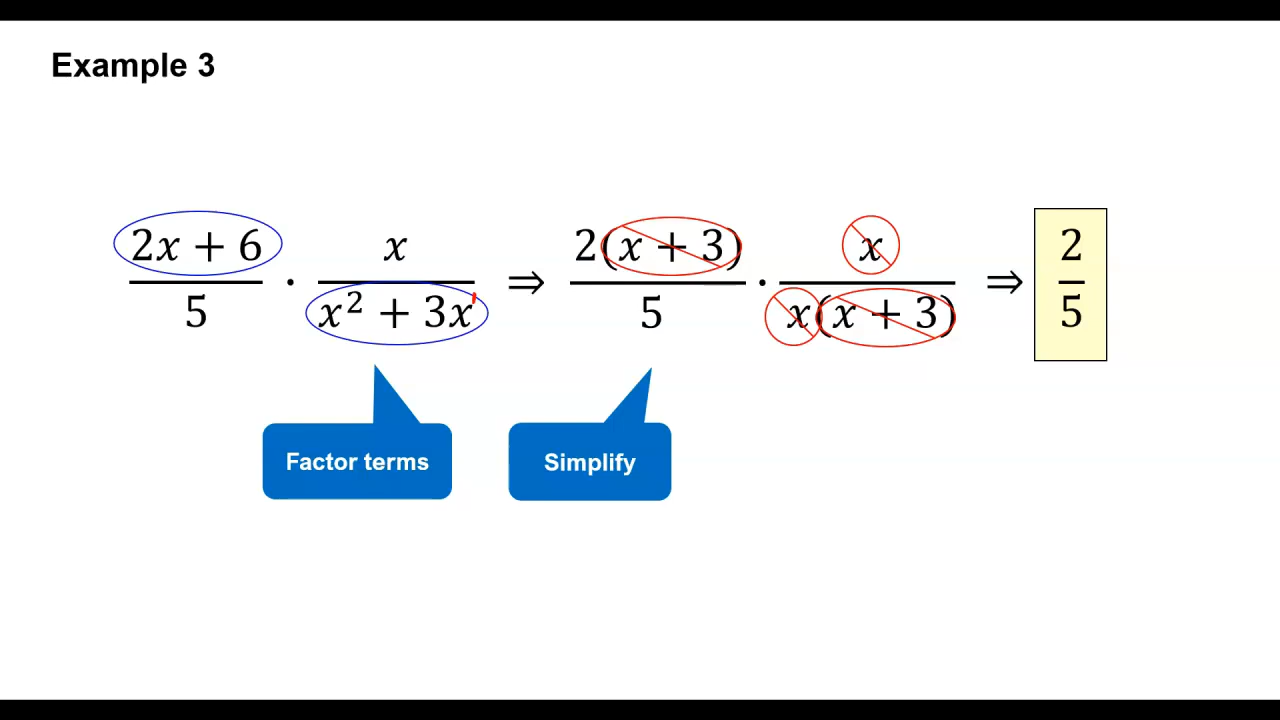 Example 3
(2x + 6)/5 · x/(x² + 3x) ⇒ 2(x + 3)/5 · x/(x(x + 3)) ⇒ 2/5
Factor terms
Simplify